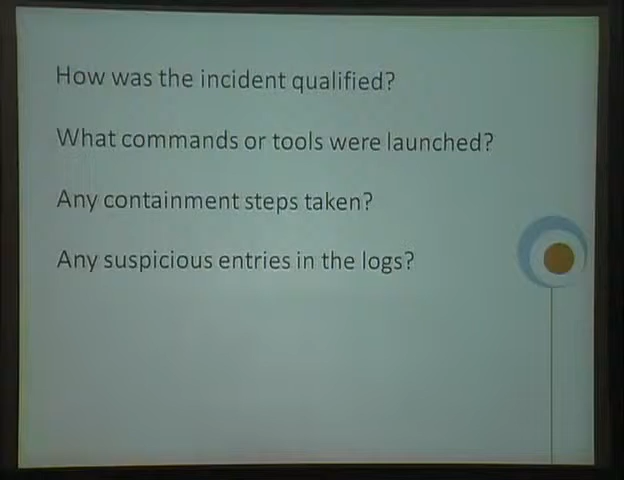 How was the incident qualified?
What commands or tools were launched?
Any containment steps taken?
Any suspicious entries in the logs?